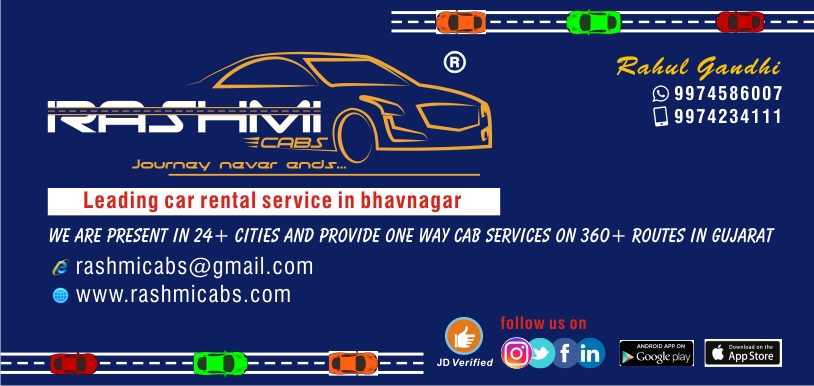 ®
Rahul Gandhi
9974586007
9974234111
RASHMI
CABS
Journey never ends...
Leading car rental service in bhavnagar
WE ARE PRESENT IN 24+ CITIES AND PROVIDE ONE WAY CAB SERVICES ON 360+ ROUTES IN GUJARAT
rashmicabs@gmail.com
www.rashmicabs.com
follow us on
JD Verified
ANDROID APP ON
Google play
Download on the
App Store